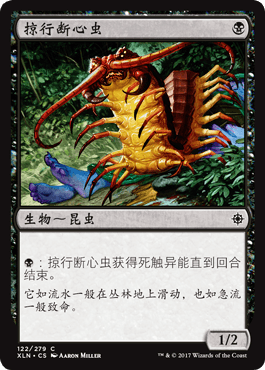 掠行断心虫
生物～昆虫
：掠行断心虫获得死触异能直到回合
结束。
它如流水一般在丛林地上滑动，也如急流
一般致命。
1/2
122/279 C
XLN • CS AARON MILLER
™ & © 2017 Wizards of the Coast